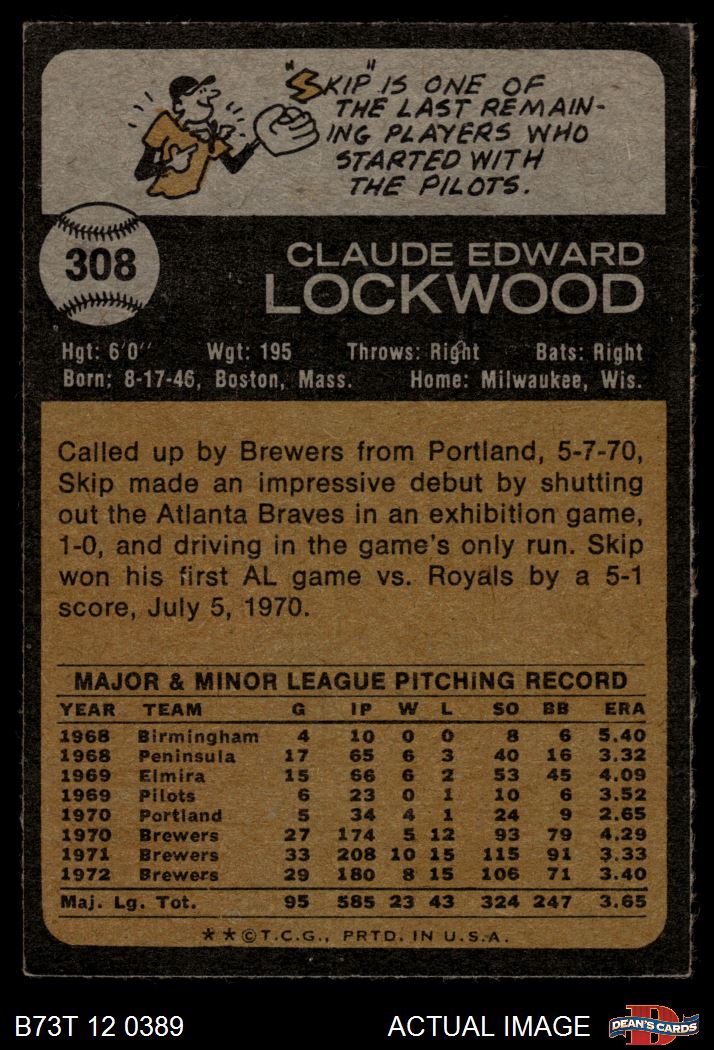 "SKIP" IS ONE OF
THE LAST REMAIN-
ING PLAYERS WHO
STARTED WITH
THE PILOTS.
308
CLAUDE EDWARD
LOCKWOOD
Hgt: 6'0" Wgt: 195 Throws: Right Bats: Right
Born: 8-17-46, Boston, Mass. Home: Milwaukee, Wis.
Called up by Brewers from Portland, 5-7-70,
Skip made an impressive debut by shutting
out the Atlanta Braves in an exhibition game,
1-0, and driving in the game's only run. Skip
won his first AL game vs. Royals by a 5-1
score, July 5, 1970.
MAJOR & MINOR LEAGUE PITCHING RECORD
YEAR TEAM G IP W L SO BB ERA
1968 Birmingham 4 10 0 0 8 6 5.40
1968 Peninsula 17 65 6 3 40 16 3.32
1969 Elmira 15 66 6 2 53 45 4.09
1969 Pilots 6 23 0 1 10 6 3.52
1970 Portland 5 34 4 1 24 9 2.65
1970 Brewers 27 174 5 12 93 79 4.29
1971 Brewers 33 208 10 15 115 91 3.33
1972 Brewers 29 180 8 15 106 71 3.40
Maj. Lg. Tot. 95 585 23 43 324 247 3.65
**©T.C.G., PRTD. IN U.S.A.
B73T 12 0389 ACTUAL IMAGE D DEAN'S CARDS